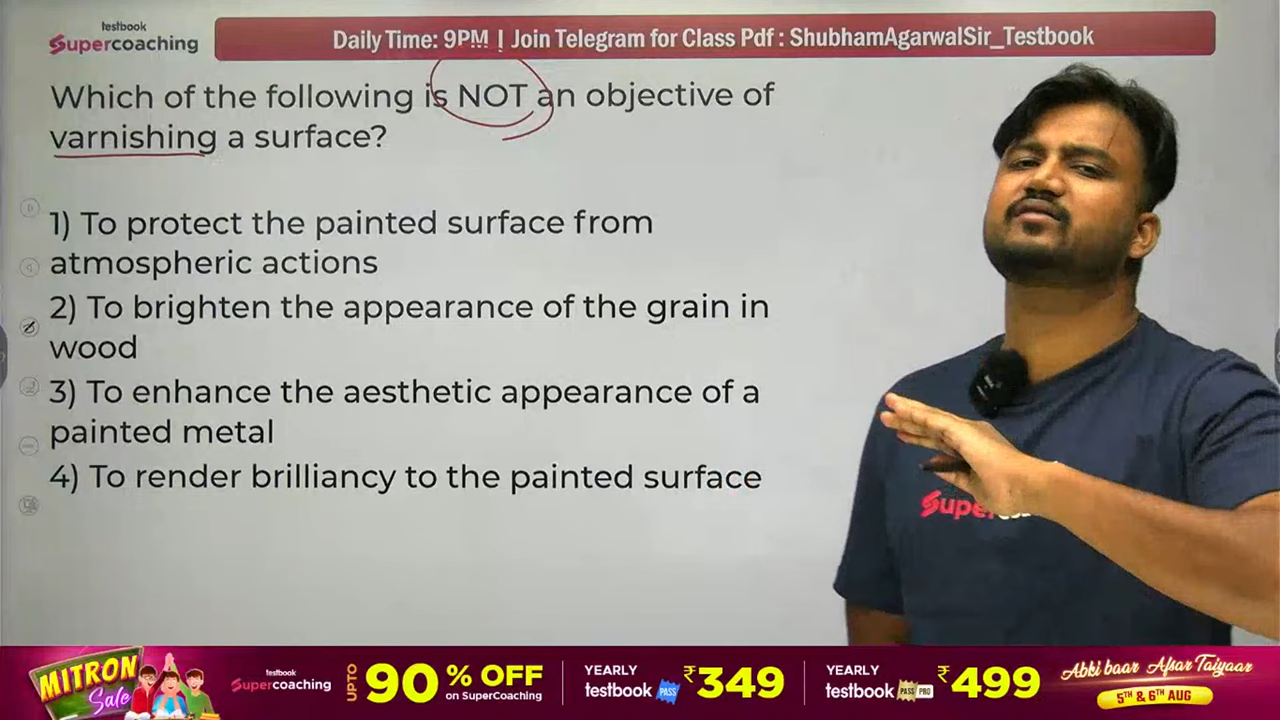 testbook
Supercoaching
Daily Time: 9PM | Join Telegram for Class Pdf : ShubhamAgarwalSir_Testbook
Which of the following is NOT an objective of
varnishing a surface?
1) To protect the painted surface from
atmospheric actions
2) To brighten the appearance of the grain in
wood
3) To enhance the aesthetic appearance of a
painted metal
4) To render brilliancy to the painted surface
MITRON
Sale
testbook
Supercoaching
UPTO
90 % OFF
on SuperCoaching
YEARLY
testbook PASS
₹349
YEARLY
testbook PASS PRO
₹499
Abki baar Afsar Taiyaar
5TH & 6TH AUG